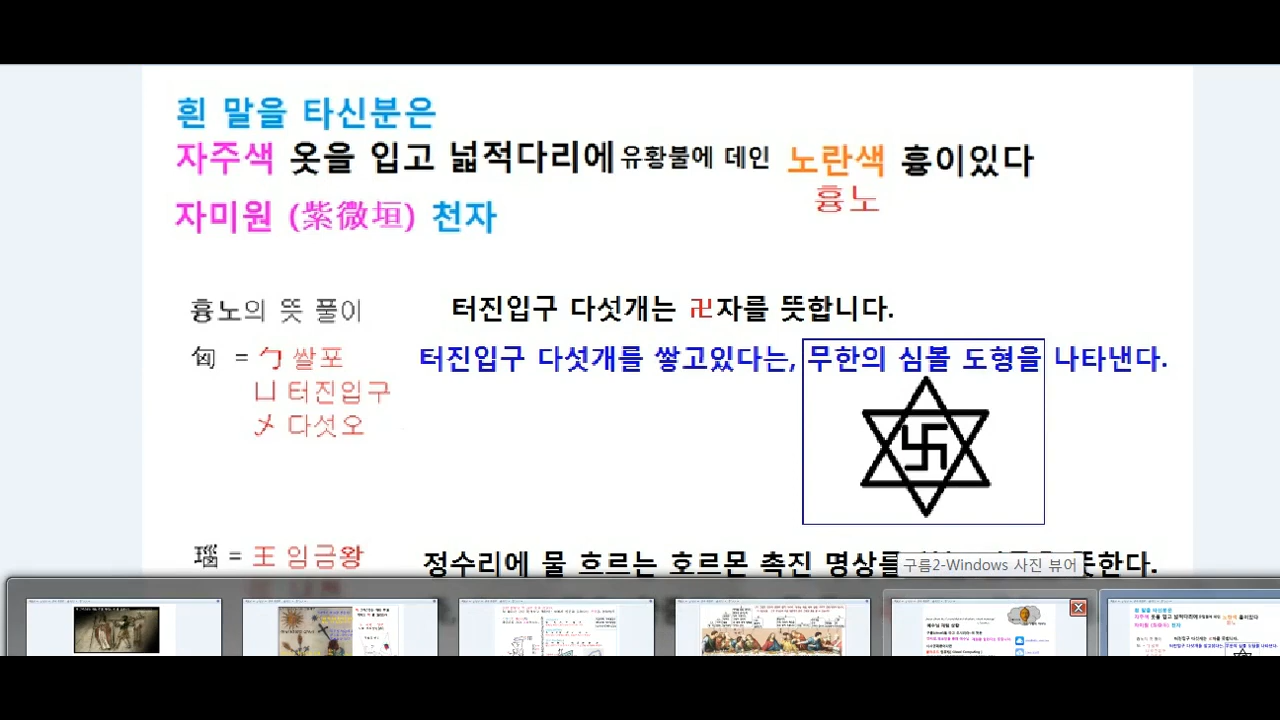 흰 말을 타신분은
자주색 옷을 입고 넓적다리에 유황불에 데인 노란색 흉이있다
흉노
자미원 (紫微垣) 천자
흉노의 뜻 풀이
터진입구 다섯개는 卍자를 뜻합니다.
匈 = 勹 쌀포
터진입구 다섯개를 쌓고있다는, 무한의 심볼 도형을 나타낸다.
凵 터진입구
㐅 다섯오
卐
= 王 임금왕
정수리에 물 흐르는 호르몬 촉진 명상를 뜻한다.
구름2-Windows 사진 뷰어